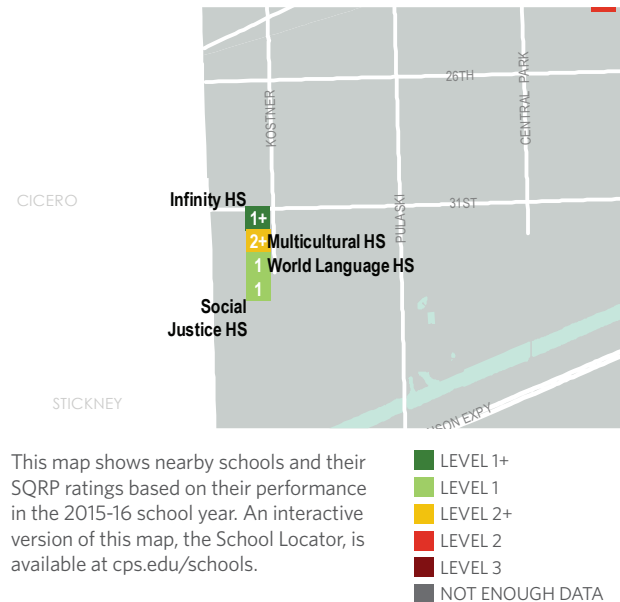 26TH
KOSTNER
CENTRAL PARK
CICERO
Infinity HS
31ST
1+
PULASKI
2+ Multicultural HS
1 World Language HS
1
Social
Justice HS
STICKNEY
NSON EXPY
This map shows nearby schools and their
SQRP ratings based on their performance
in the 2015-16 school year. An interactive
version of this map, the School Locator, is
available at cps.edu/schools.
LEVEL 1+
LEVEL 1
LEVEL 2+
LEVEL 2
LEVEL 3
NOT ENOUGH DATA